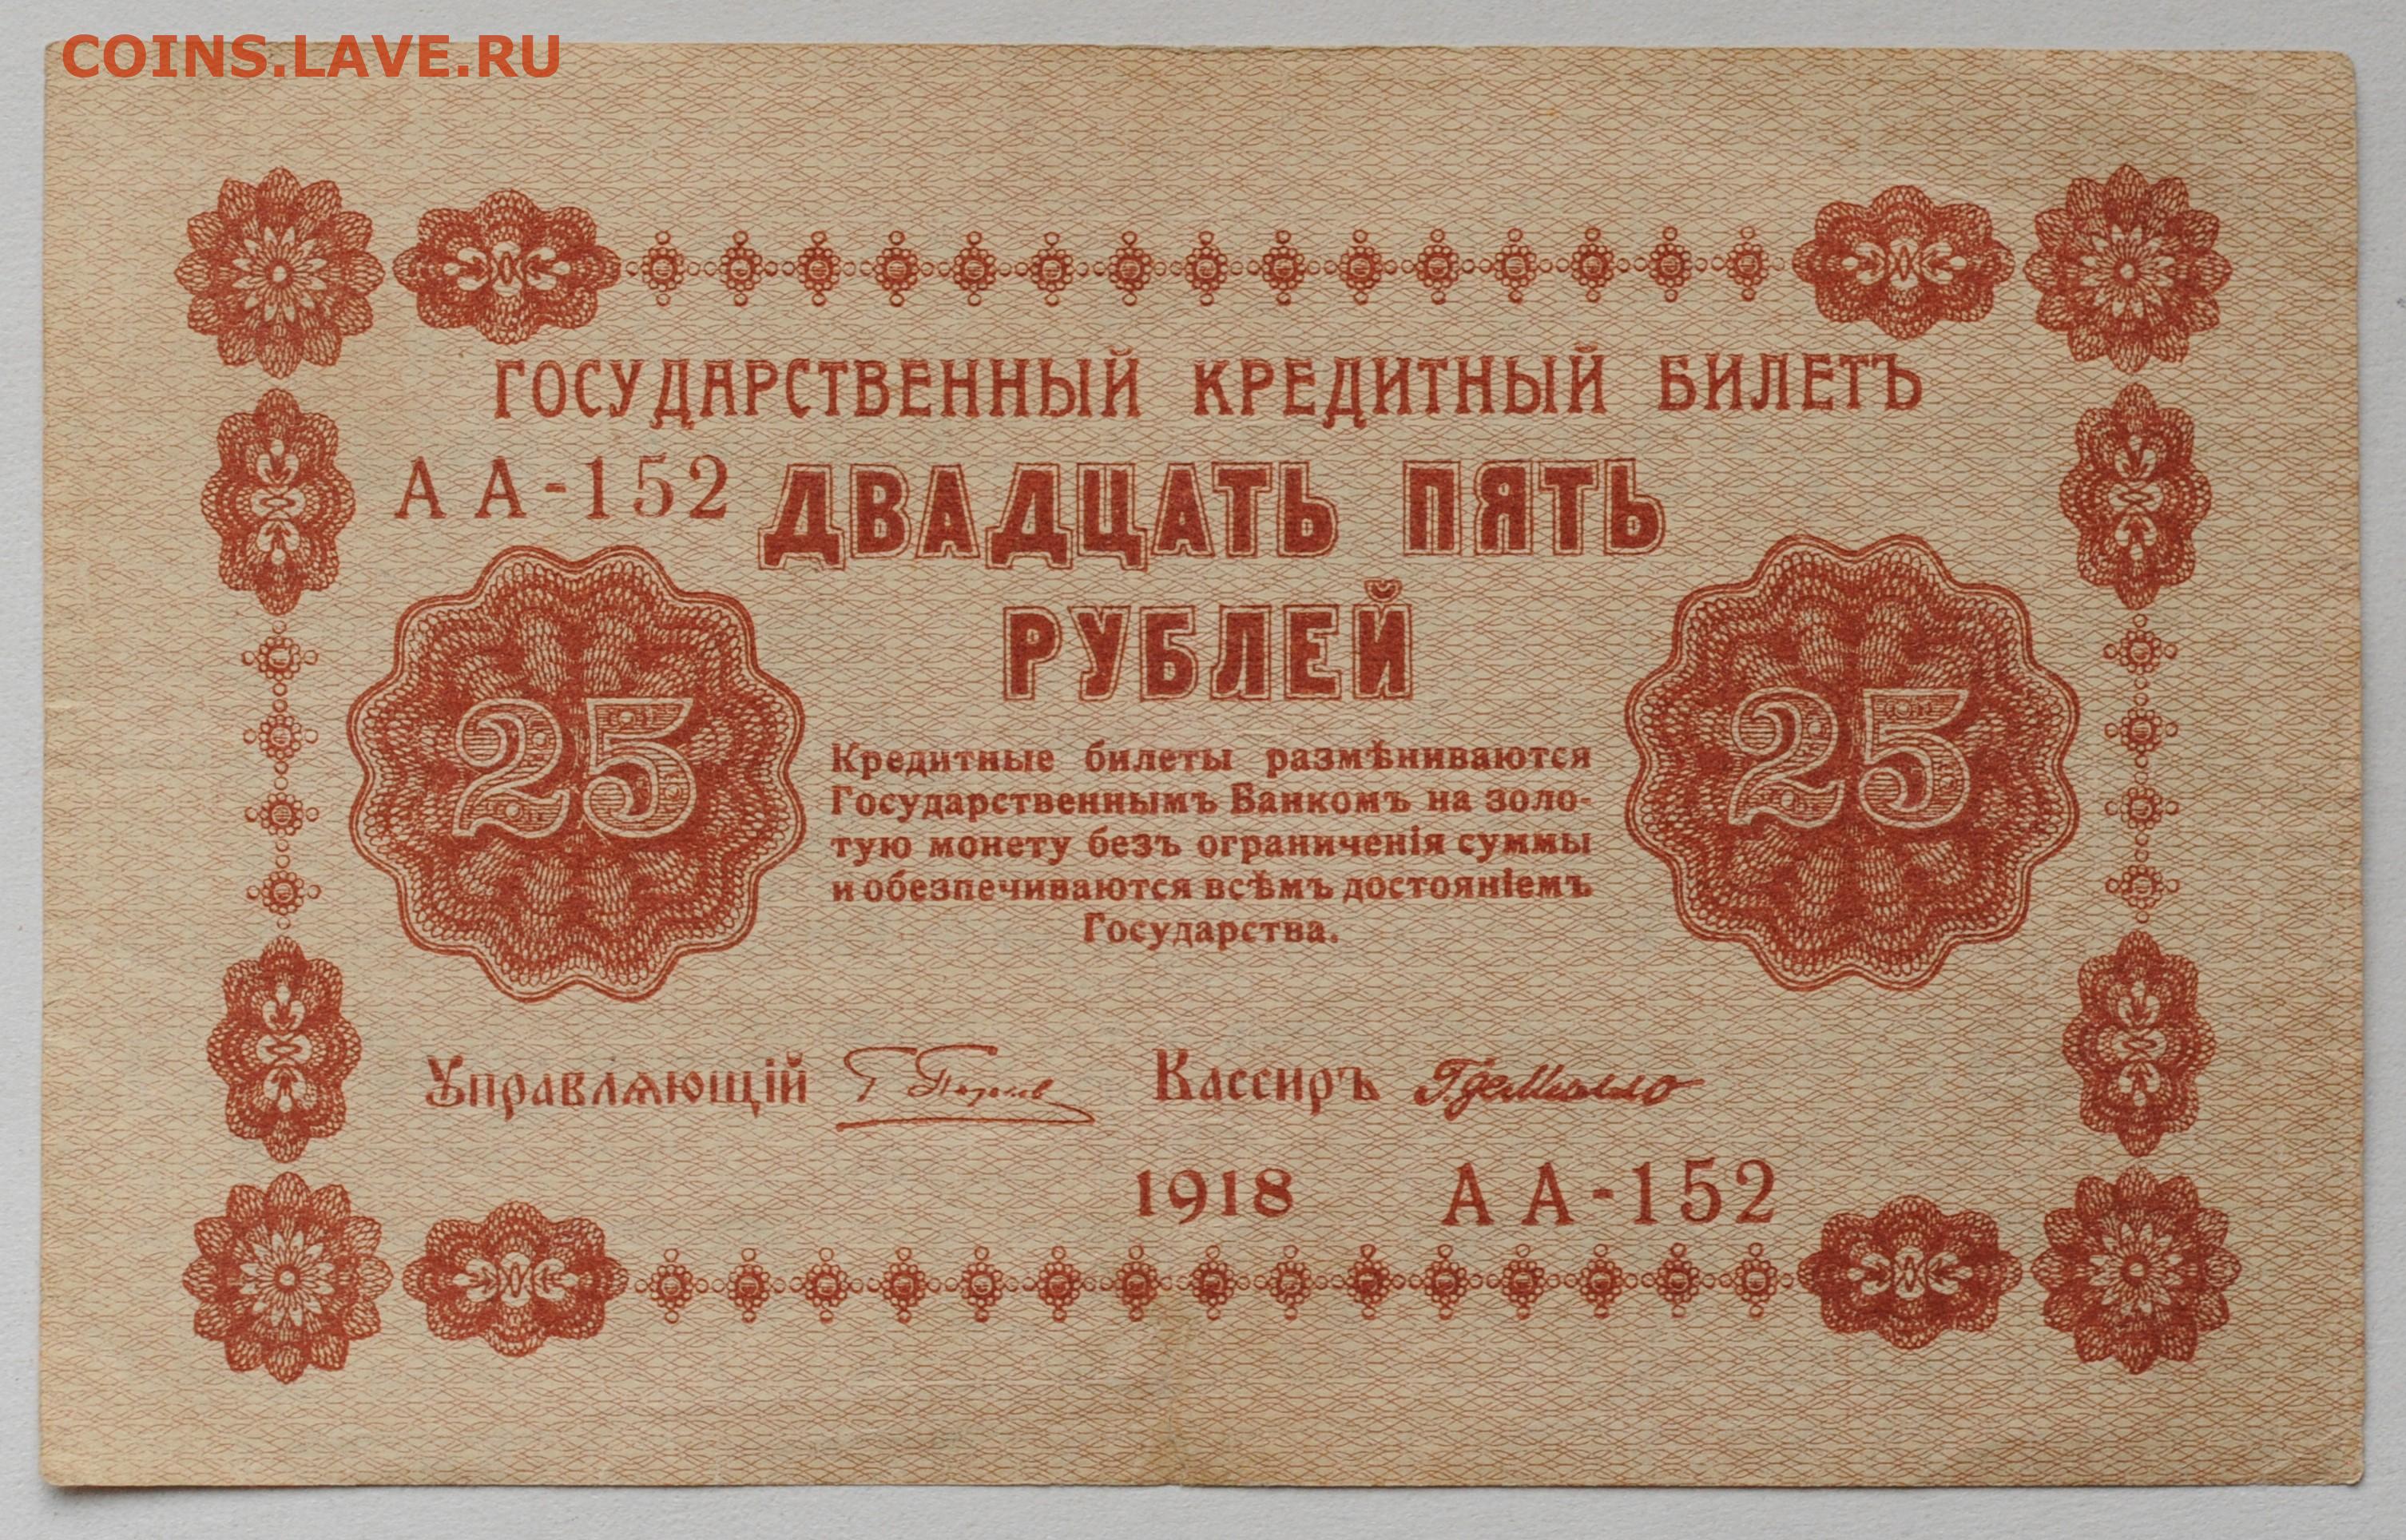 COINS.LAVE.RU
ГОСУДАРСТВЕННЫЙ КРЕДИТНЫЙ БИЛЕТЪ
АА-152
ДВАДЦАТЬ ПЯТЬ
РУБЛЕЙ
25
25
Кредитные билеты размѣниваются
Государственнымъ Банкомъ на золо-
тую монету безъ ограниченія суммы
и обезпечиваются всѣмъ достояніемъ
Государства.
Управляющій Кассиръ
1918 АА-152